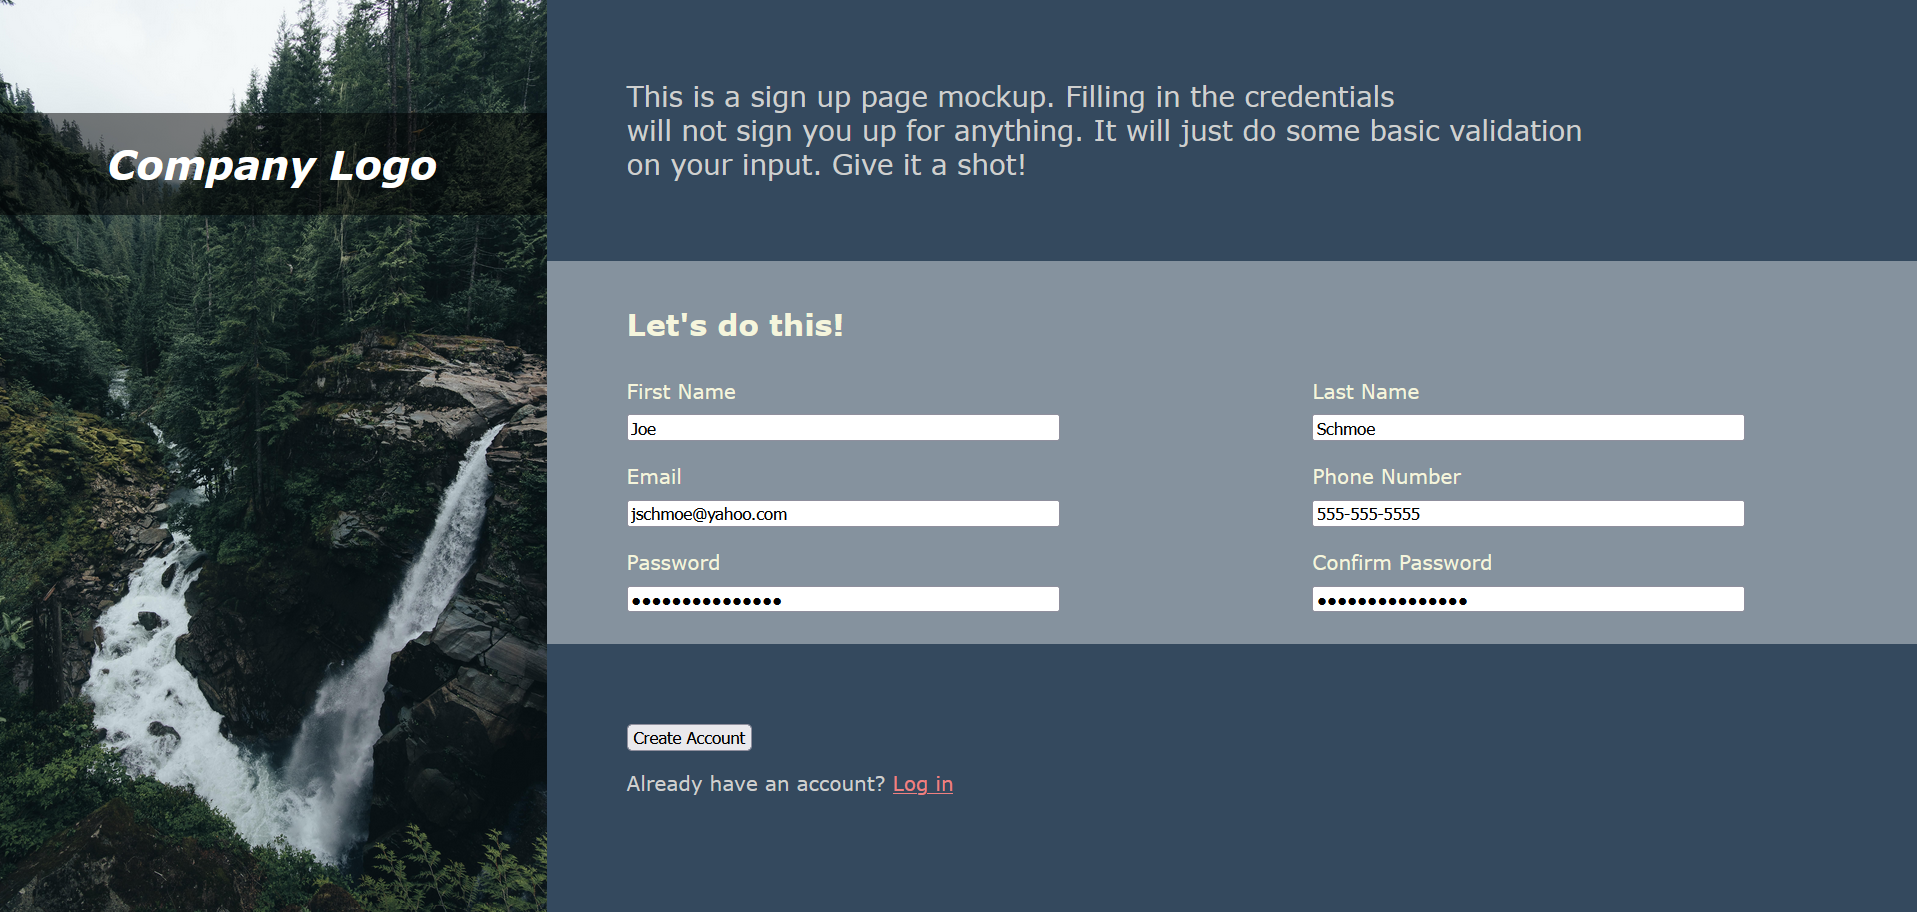 Company Logo
This is a sign up page mockup. Filling in the credentials
will not sign you up for anything. It will just do some basic validation
on your input. Give it a shot!
Let's do this!
First Name
Last Name
Joe
Schmoe
Email
Phone Number
jschmoe@yahoo.com
555-555-5555
Password
Confirm Password
•••••••••••••••
•••••••••••••••
Create Account
Already have an account? Log in